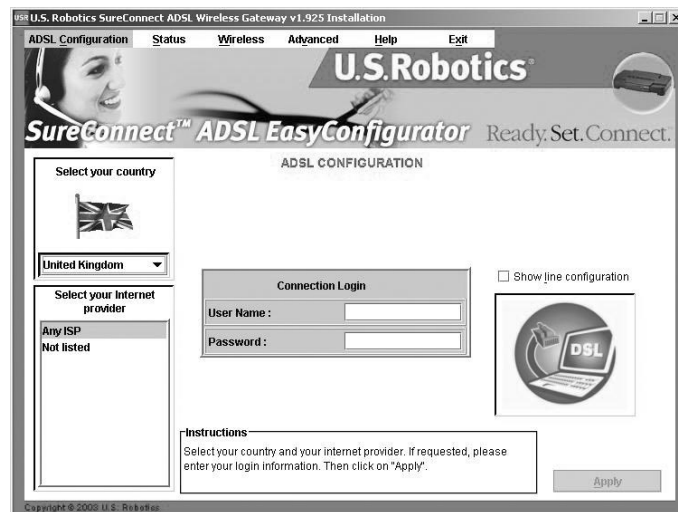 USR U.S. Robotics SureConnect ADSL Wireless Gateway v1.925 Installation
ADSL Configuration Status Wireless Advanced Help Exit
U.S.Robotics
SureConnect™ ADSL EasyConfigurator Ready. Set. Connect.
ADSL CONFIGURATION
Select your country
United Kingdom
Select your Internet
provider
Any ISP
Not listed
Connection Login
User Name :
Password :
Show line configuration
DSL
Instructions
Select your country and your internet provider. If requested, please
enter your login information. Then click on "Apply".
Apply
Copyright © 2003 U.S. Robotics